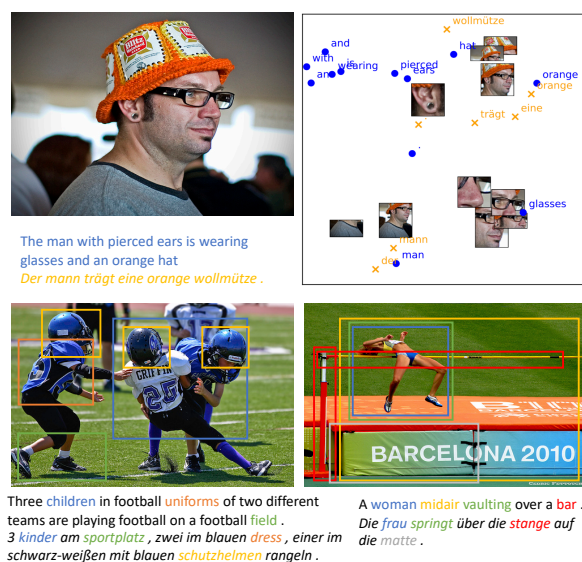 wollmütze
and
hat
with
is
pierced
an
wearing
ears
orange
orange
eine
trägt
.
.
glasses
mann
der
man
The man with pierced ears is wearing
glasses and an orange hat
Der mann trägt eine orange wollmütze .
GRIFFIN
25
BARCELONA 2010
Three children in football uniforms of two different
teams are playing football on a football field .
3 kinder am sportplatz , zwei im blauen dress , einer im
schwarz-weißen mit blauen schutzhelmen rangeln .
A woman midair vaulting over a bar .
Die frau springt über die stange auf
die matte .